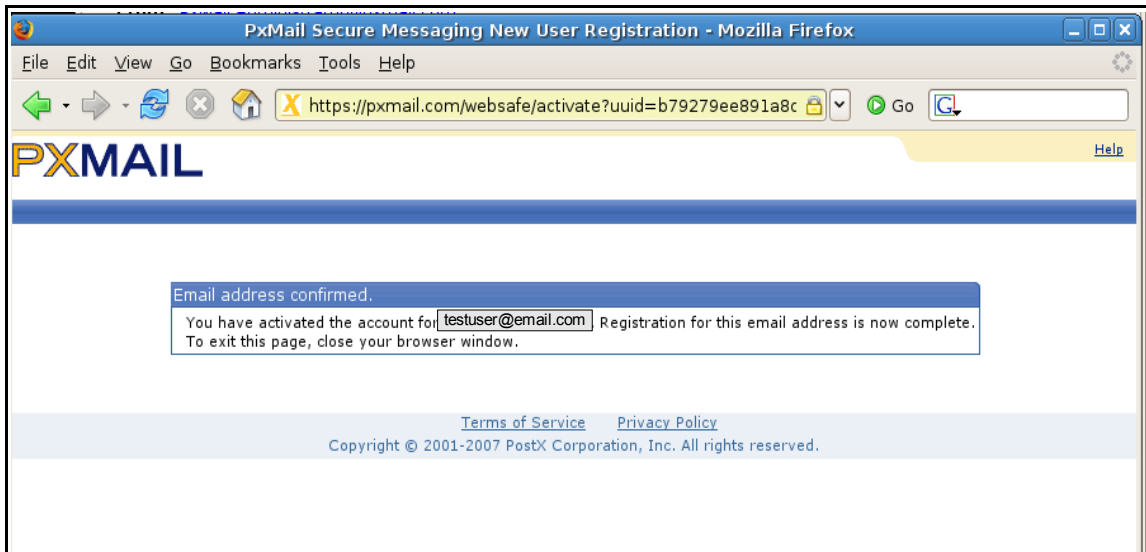 PxMail Secure Messaging New User Registration - Mozilla Firefox
File Edit View Go Bookmarks Tools Help
https://pxmail.com/websafe/activate?uuid=b79279ee891a8c Go G
PXMAIL Help
Email address confirmed.
You have activated the account for testuser@email.com. Registration for this email address is now complete.
To exit this page, close your browser window.
Terms of Service Privacy Policy
Copyright © 2001-2007 PostX Corporation, Inc. All rights reserved.